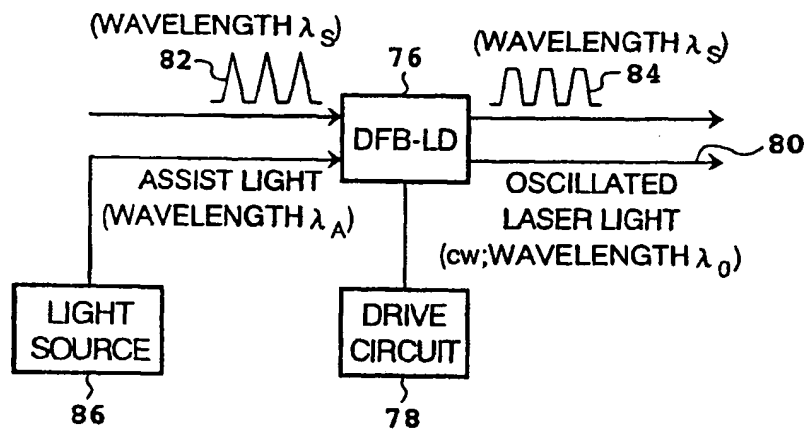 (WAVELENGTH λS)
82
76
(WAVELENGTH λS)
84
DFB-LD
80
ASSIST LIGHT
(WAVELENGTH λA)
OSCILLATED
LASER LIGHT
(cw;WAVELENGTH λ0)
LIGHT
SOURCE
DRIVE
CIRCUIT
86
78